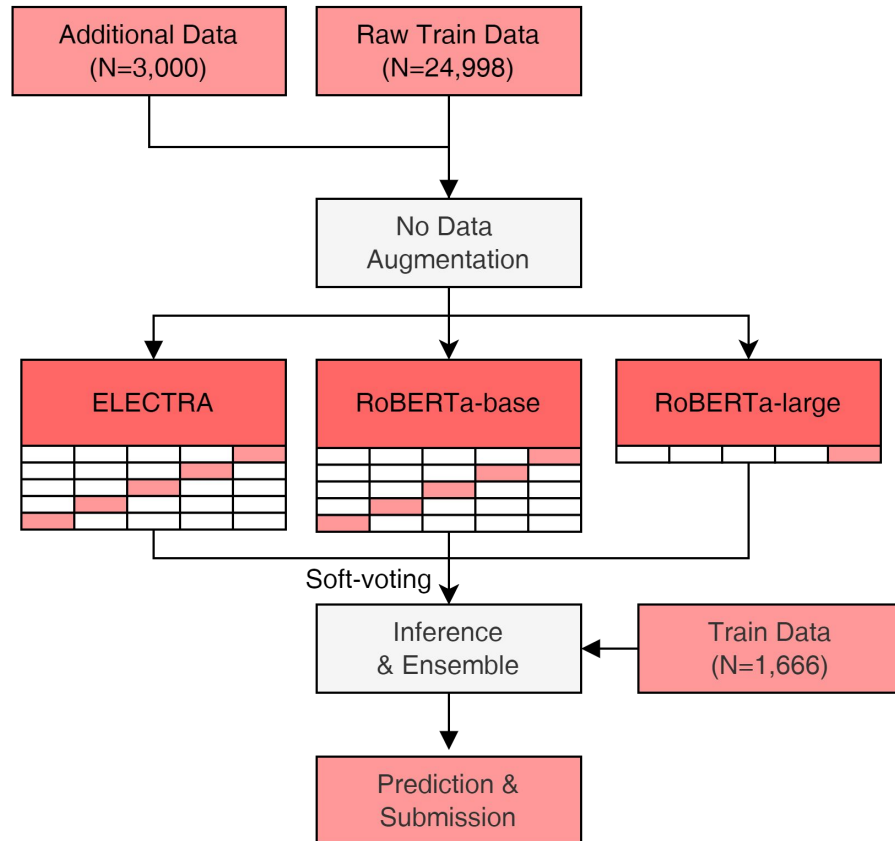 Additional Data
(N=3,000)
Raw Train Data
(N=24,998)
No Data
Augmentation
ELECTRA
RoBERTa-base
RoBERTa-large
Soft-voting
Inference
& Ensemble
Train Data
(N=1,666)
Prediction &
Submission